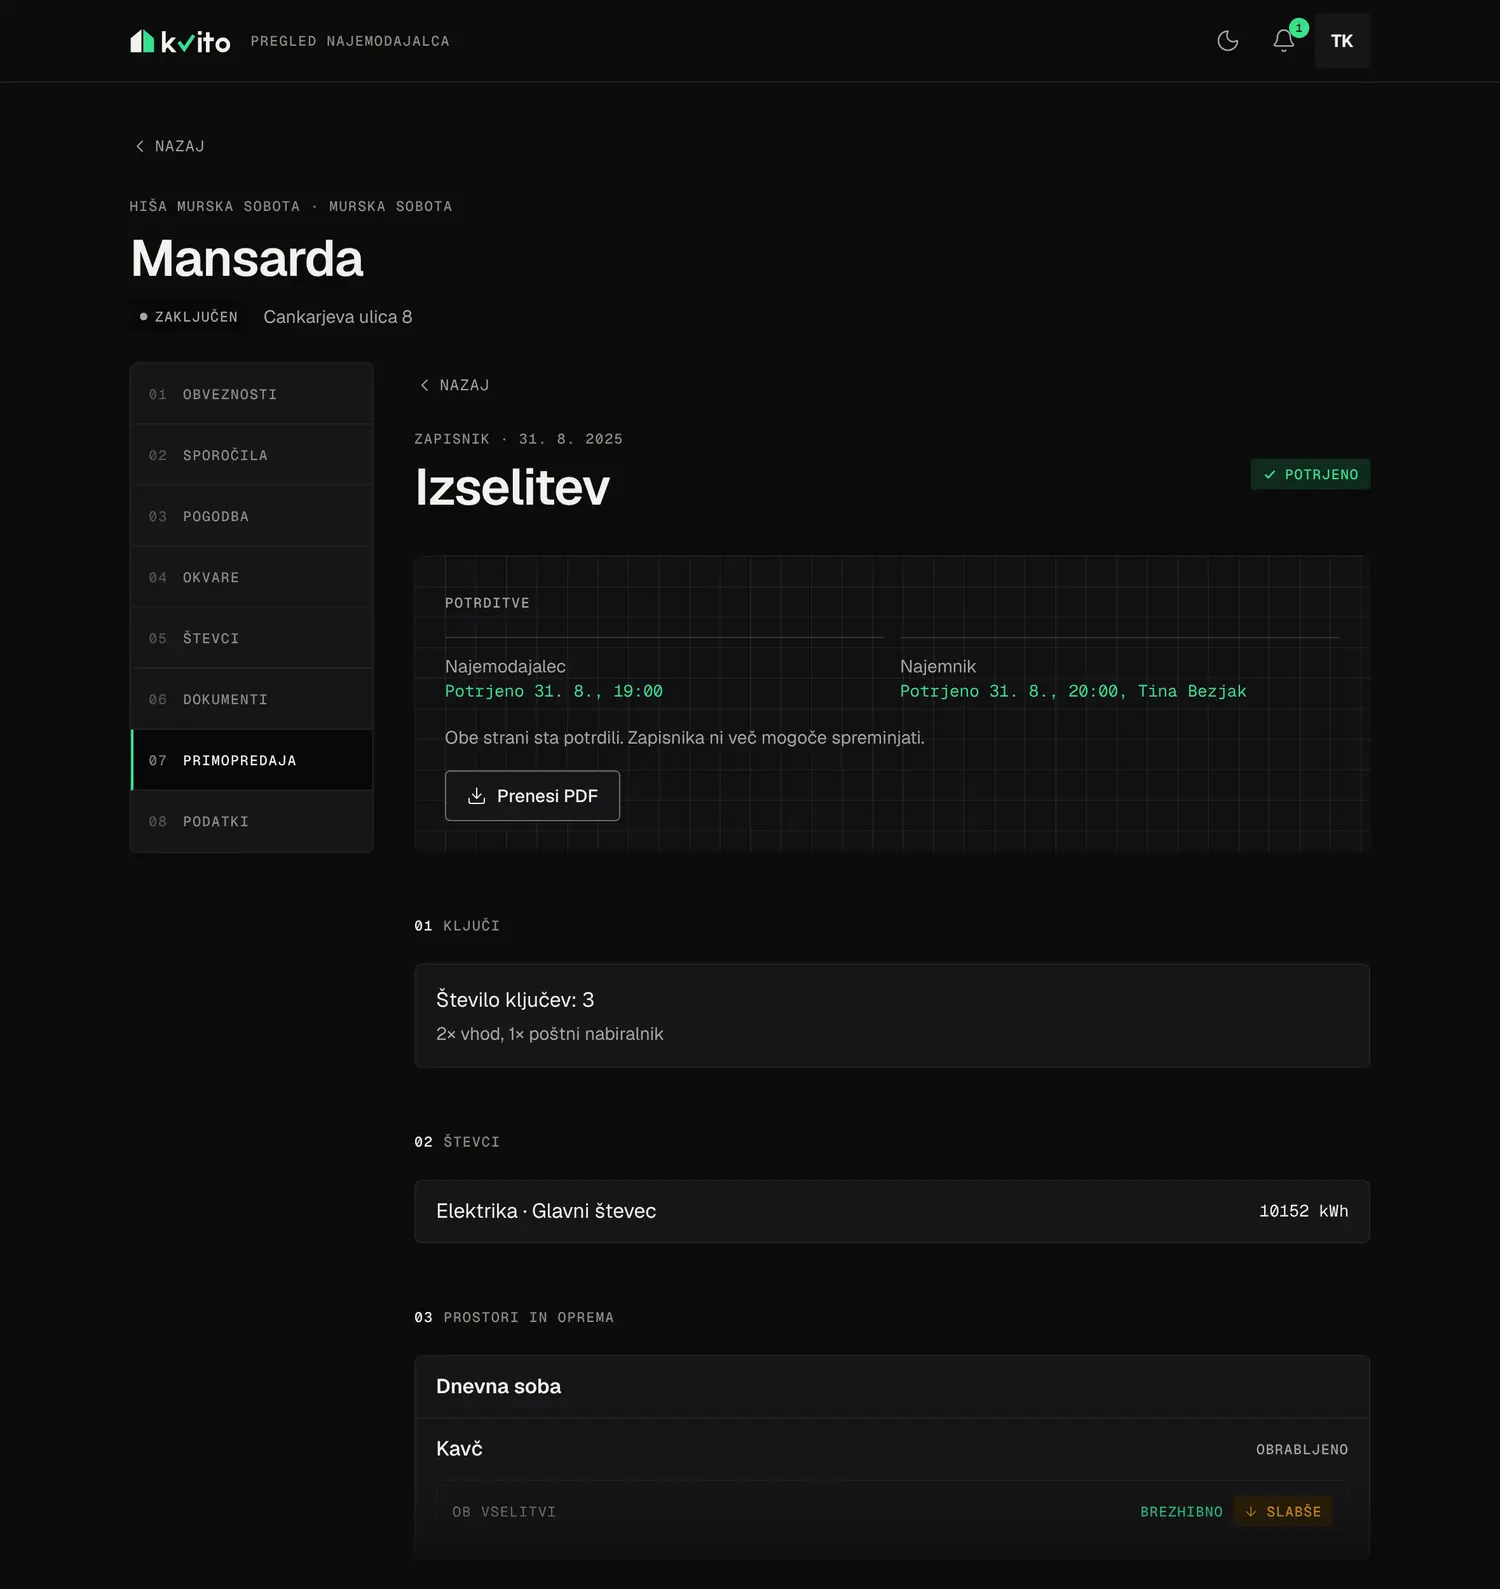 kvito PREGLED NAJEMODAJALCA 1 TK
NAZAJ
HIŠA MURSKA SOBOTA · MURSKA SOBOTA
Mansarda
ZAKLJUČEN Cankarjeva ulica 8
01 OBVEZNOSTI
02 SPOROČILA
03 POGODBA
04 OKVARE
05 ŠTEVCI
06 DOKUMENTI
07 PRIMOPREDAJA
08 PODATKI
NAZAJ
ZAPISNIK · 31. 8. 2025
Izselitev
POTRJENO
POTRDITVE
Najemodajalec
Potrjeno 31. 8., 19:00
Najemnik
Potrjeno 31. 8., 20:00, Tina Bezjak
Obe strani sta potrdili. Zapisnika ni več mogoče spreminjati.
Prenesi PDF
01 KLJUČI
Število ključev: 3
2× vhod, 1× poštni nabiralnik
02 ŠTEVCI
Elektrika · Glavni števec 10152 kWh
03 PROSTORI IN OPREMA
Dnevna soba
Kavč OBRABLJENO
OB VSELITVI BREZHIBNO ↓ SLABŠE